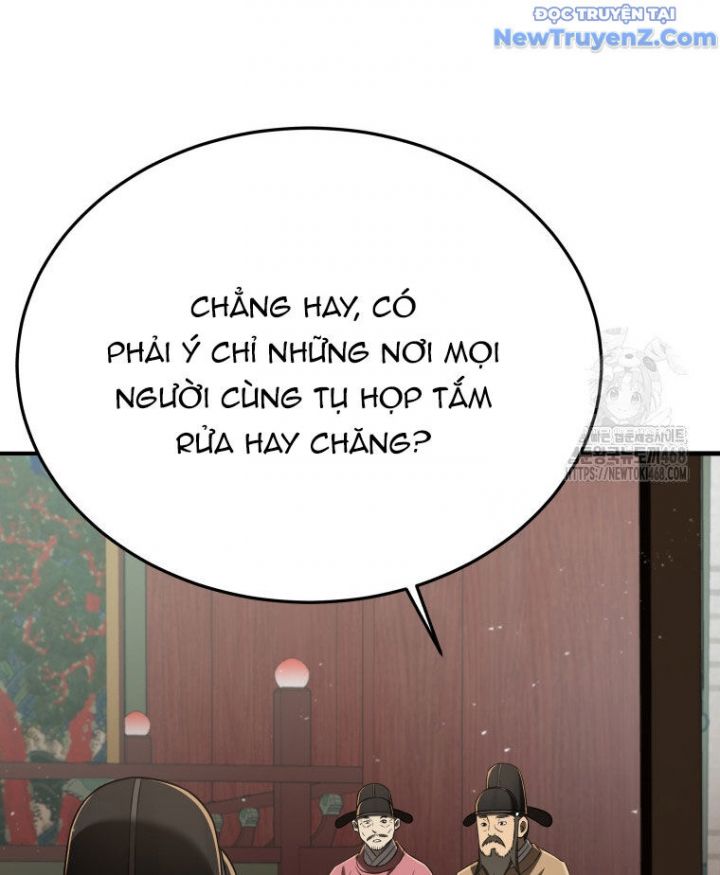 ĐỌC TRUYỆN TẠI
NewTruyenZ.Com
CHẲNG HAY, CÓ
PHẢI Ý CHỈ NHỮNG NƠI MỌI
NGƯỜI CÙNG TỤ HỌP TẮM
RỬA HAY CHĂNG?
HTTPS://NEWTOKI468.COM